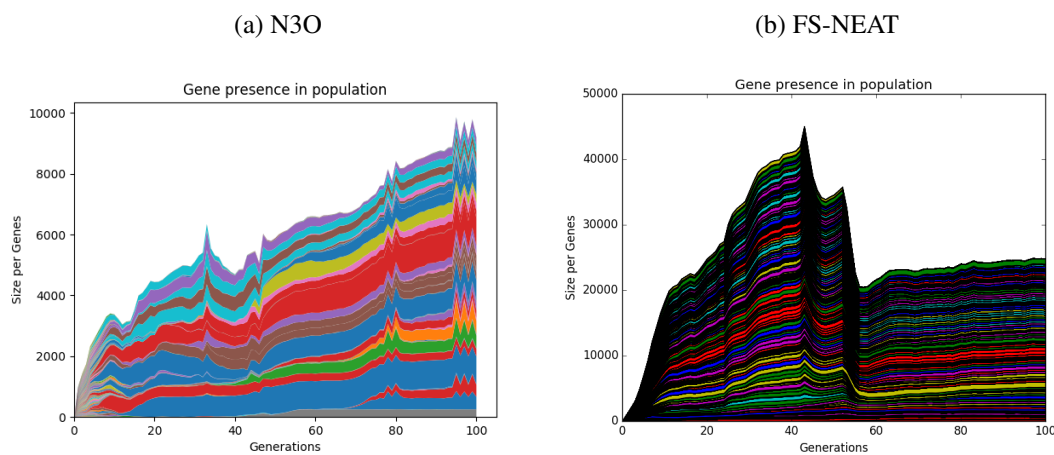 (a) N3O
(b) FS-NEAT
Gene presence in population
10000
8000
6000
4000
2000
0
Size per Genes
0 20 40 60 80 100
Generations
Gene presence in population
50000
40000
30000
20000
10000
0
Size per Genes
0 20 40 60 80 100
Generations